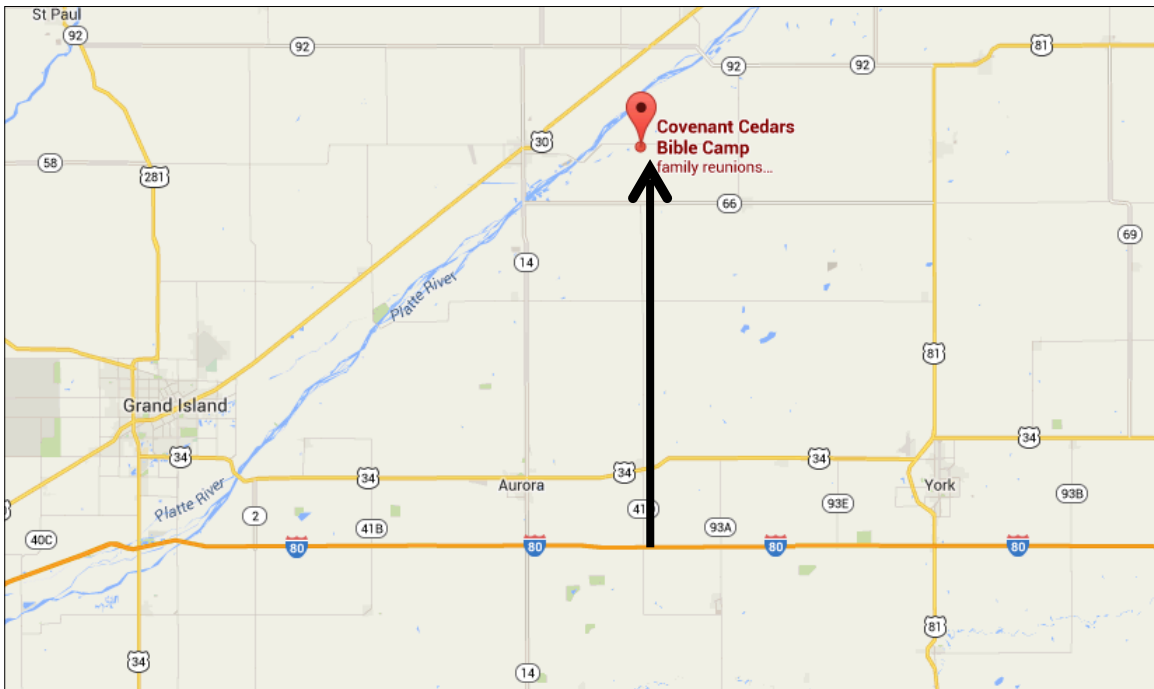 St Paul
92
92
81
92
92
Covenant Cedars
Bible Camp
family reunions...
30
58
281
66
69
14
Platte River
81
Grand Island
34
34
34
34
34
Aurora
York
Platte River
2
41B
41
93A
93E
93B
40C
80
80
80
80
81
34
14